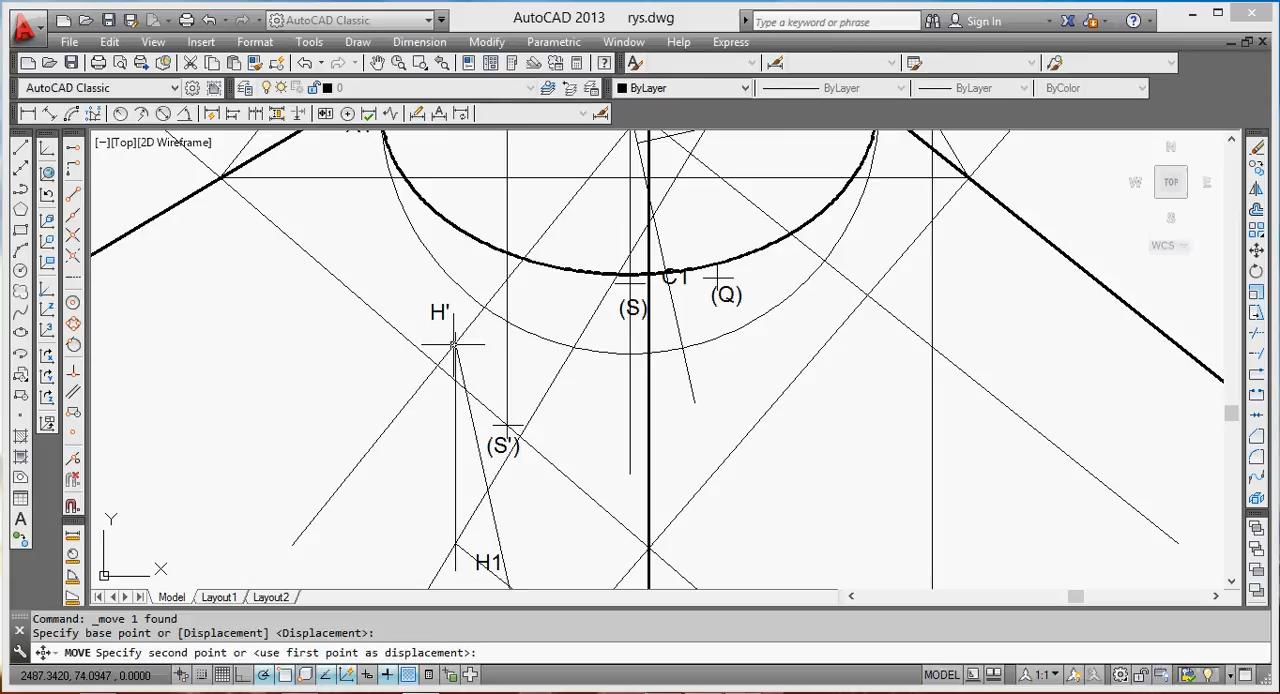 AutoCAD Classic
AutoCAD 2013 rys.dwg
Type a keyword or phrase
Sign In
File Edit View Insert Format Tools Draw Dimension Modify Parametric Window Help Express
AutoCAD Classic
0
ByLayer
ByLayer
ByLayer
ByColor
[−][Top][2D Wireframe]
N
W TOP E
S
WCS
C1
(Q)
(S)
H'
(S')
H1
Y
X
Model Layout1 Layout2
Command: _move 1 found
Specify base point or [Displacement] <Displacement>:
MOVE Specify second point or <use first point as displacement>:
2487.3420, 74.0947, 0.0000
MODEL
1:1